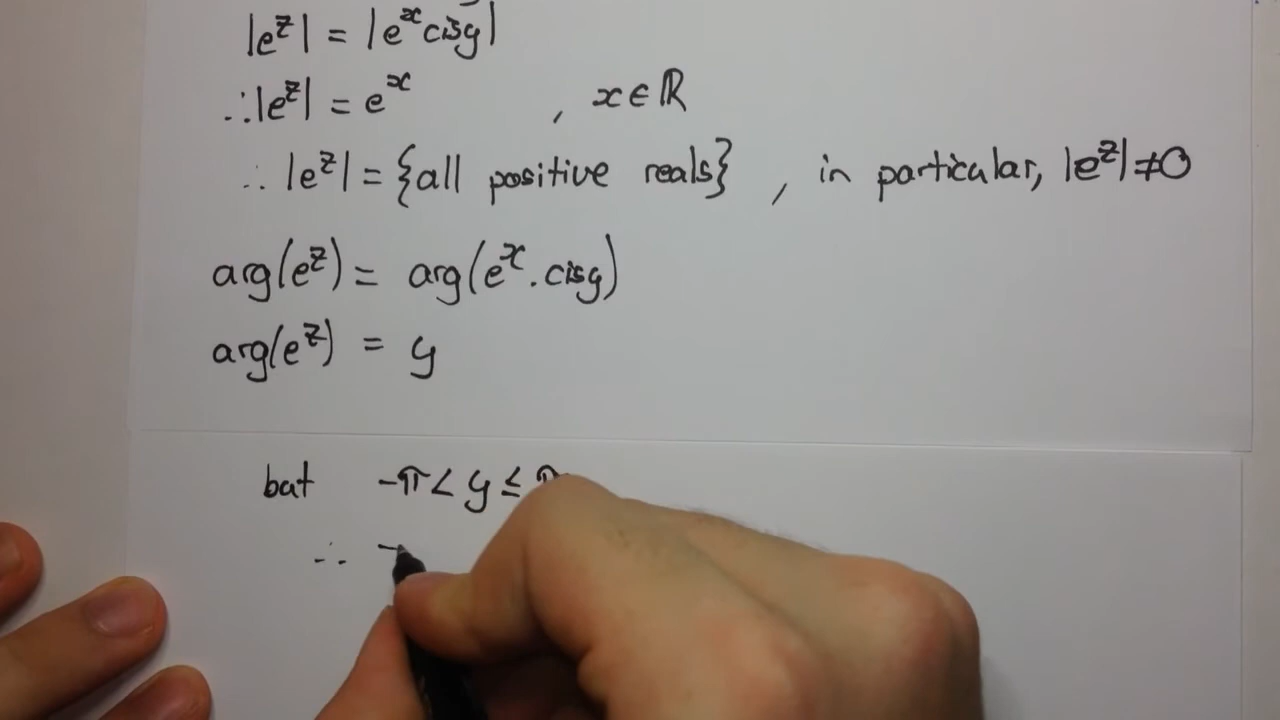 |e^z| = |e^x cis y|
∴ |e^z| = e^x , x ∈ ℝ
∴ |e^z| = {all positive reals} , in particular, |e^z| ≠ 0
arg(e^z) = arg(e^x . cis y)
arg(e^z) = y
but -π < y ≤ π
∴ -